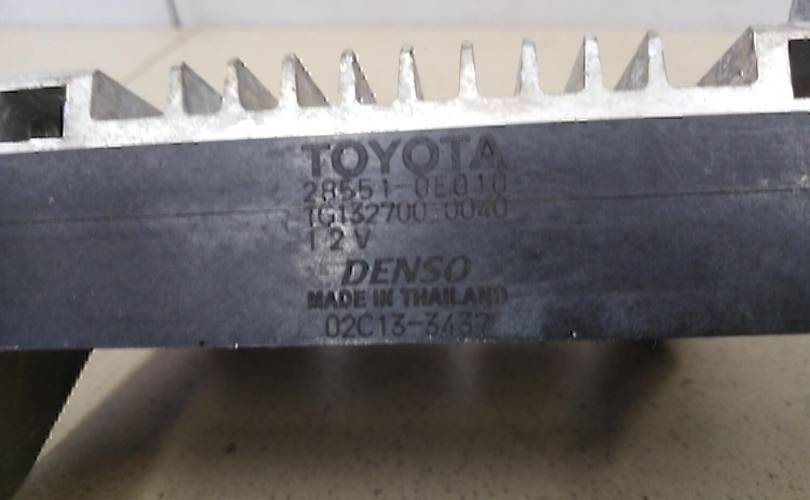 TOYOTA
28551-0E010
TG132700-0040
12V
DENSO
MADE IN THAILAND
02C13-3437